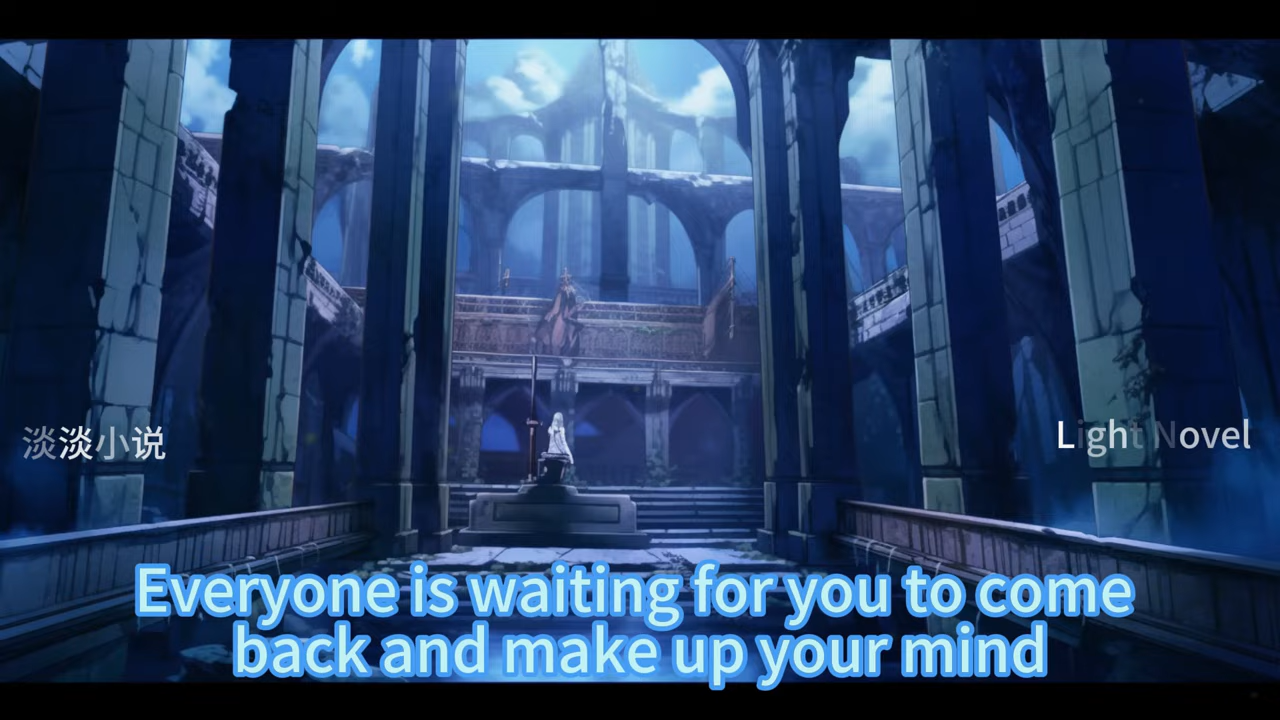 淡淡小说
Light Novel
Everyone is waiting for you to come
back and make up your mind